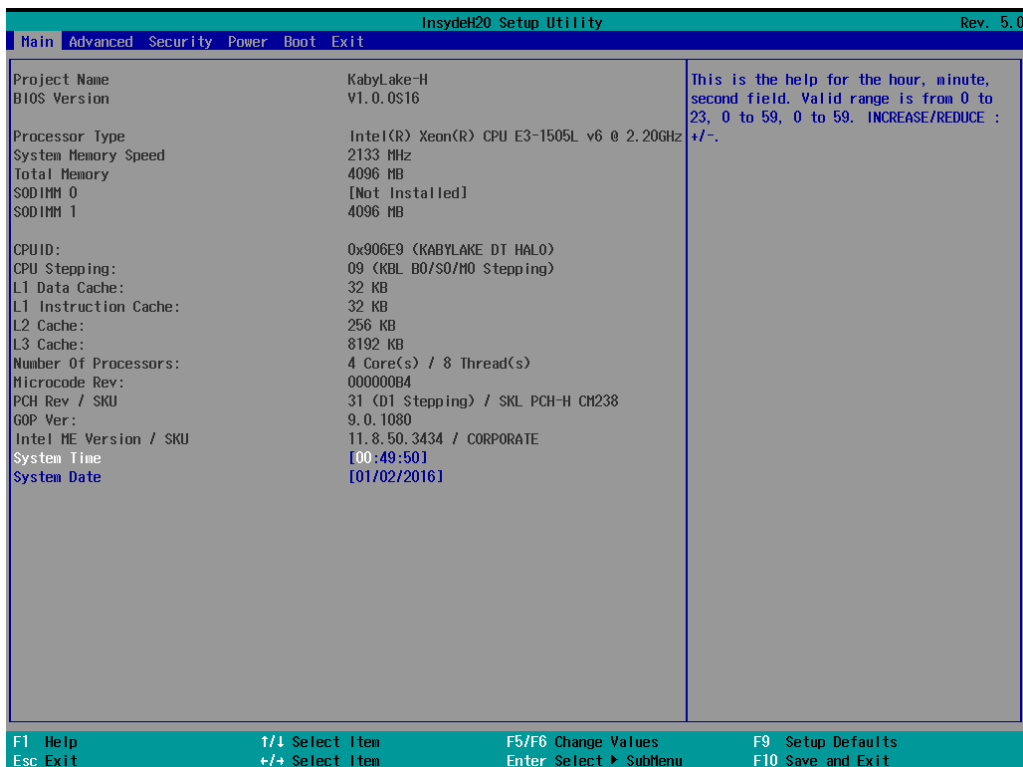 InsydeH2O Setup Utility Rev. 5.0
Main Advanced Security Power Boot Exit
Project Name KabyLake-H
BIOS Version V1.0.0S16
Processor Type Intel(R) Xeon(R) CPU E3-1505L v6 @ 2.20GHz
System Memory Speed 2133 MHz
Total Memory 4096 MB
SODIMM 0 [Not Installed]
SODIMM 1 4096 MB
CPUID: 0x906E9 (KABYLAKE DT HALO)
CPU Stepping: 09 (KBL B0/S0/M0 Stepping)
L1 Data Cache: 32 KB
L1 Instruction Cache: 32 KB
L2 Cache: 256 KB
L3 Cache: 8192 KB
Number Of Processors: 4 Core(s) / 8 Thread(s)
Microcode Rev: 000000B4
PCH Rev / SKU 31 (D1 Stepping) / SKL PCH-H CM238
GOP Ver: 9.0.1080
Intel ME Version / SKU 11.8.50.3434 / CORPORATE
System Time [00:49:50]
System Date [01/02/2016]
This is the help for the hour, minute,
second field. Valid range is from 0 to
23, 0 to 59, 0 to 59. INCREASE/REDUCE :
+/-.
F1 Help ↑/↓ Select Item F5/F6 Change Values F9 Setup Defaults
Esc Exit ←/→ Select Item Enter Select ▶ SubMenu F10 Save and Exit